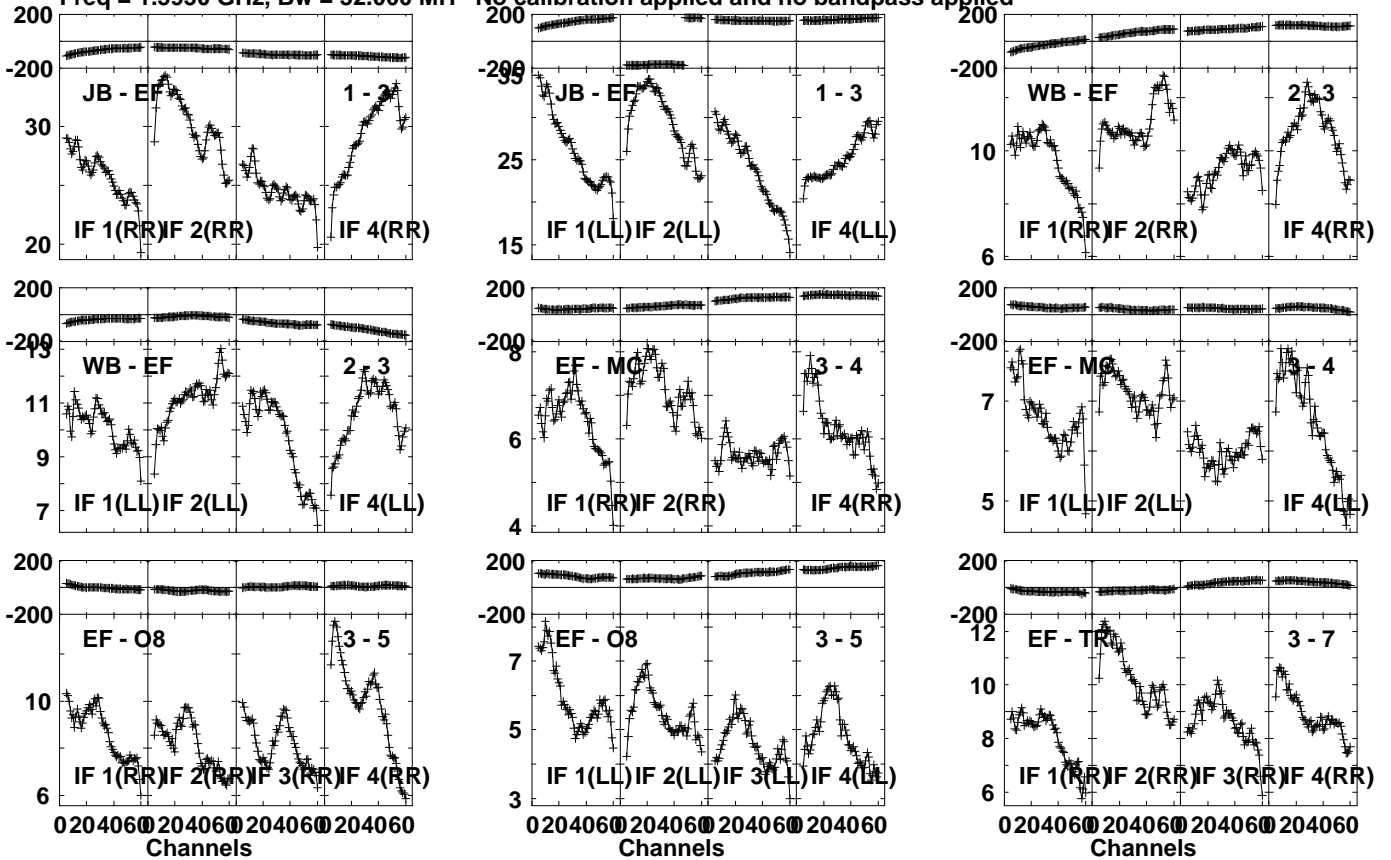 Freq = 1.5990 GHz, Bw = 32.000 MH No calibration applied and no bandpass applied
200 200 200
-200 -200 -200
35
JB - EF 1 - 3 JB - EF 1 - 3 WB - EF 2 - 3
30 25 10
IF 1(RR) IF 2(RR) IF 4(RR) IF 1(LL) IF 2(LL) IF 4(LL) IF 1(RR) IF 2(RR) IF 4(RR)
20 15 6
200 200 200
-200 -200 -200
13 8
WB - EF 2 - 3 EF - MC 3 - 4 EF - MC 3 - 4
11 7
9 6
IF 1(LL) IF 2(LL) IF 4(LL) IF 1(RR) IF 2(RR) IF 4(RR) IF 1(LL) IF 2(LL) IF 4(LL)
7 4 5
200 200 200
-200 -200 -200
EF - O8 3 - 5 EF - O8 3 - 5 EF - TR 3 - 7
12
10 7 10
5 8
IF 1(RR) IF 2(RR) IF 3(RR) IF 4(RR) IF 1(LL) IF 2(LL) IF 3(LL) IF 4(LL) IF 1(RR) IF 2(RR) IF 3(RR) IF 4(RR)
6 3 6
0 20 40 60 0 20 40 60 0 20 40 60 0 20 40 60 0 20 40 60 0 20 40 60 0 20 40 60 0 20 40 60 0 20 40 60 0 20 40 60 0 20 40 60 0 20 40 60
Channels Channels Channels